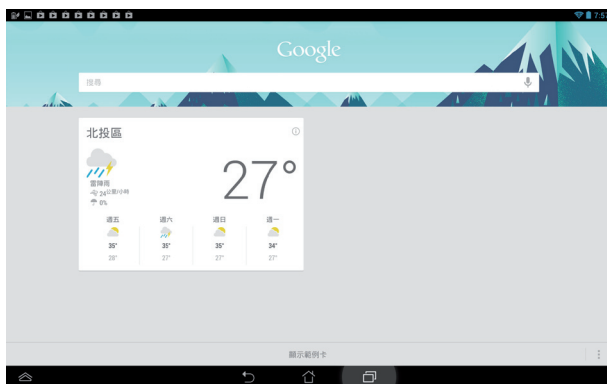 7:57
Google
搜尋
北投區
27°
雷陣雨
24公里/小時
0%
週五 週六 週日 週一
35° 35° 35° 34°
28° 27° 27° 27°
顯示範例卡